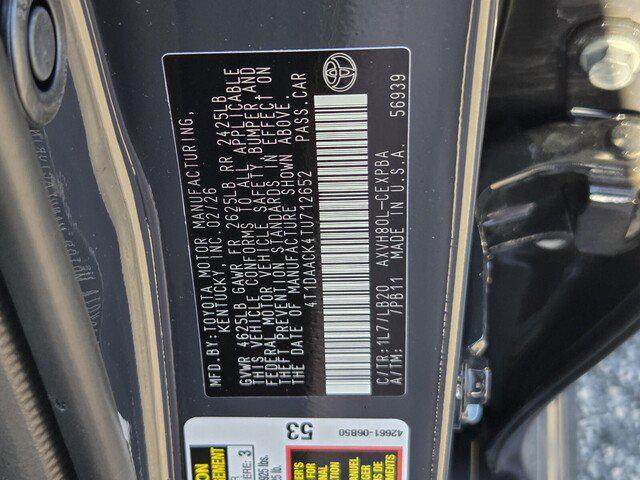 MFD.BY: TOYOTA MOTOR MANUFACTURING,
KENTUCKY, INC. 02/26
GVWR 4625LB GAWR FR 2625LB RR 2425LB
THIS VEHICLE CONFORMS TO ALL APPLICABLE
FEDERAL MOTOR VEHICLE SAFETY, BUMPER AND
THEFT PREVENTION STANDARDS IN EFFECT ON
THE DATE OF MANUFACTURE SHOWN ABOVE.
4T1DAACK4TU712652 PASS.CAR
C/TR: 1L7/LB20 AXVH80L-CEXPBA
A/TM: 7PB11 MADE IN U.S.A. 56939
53
42661-06B50